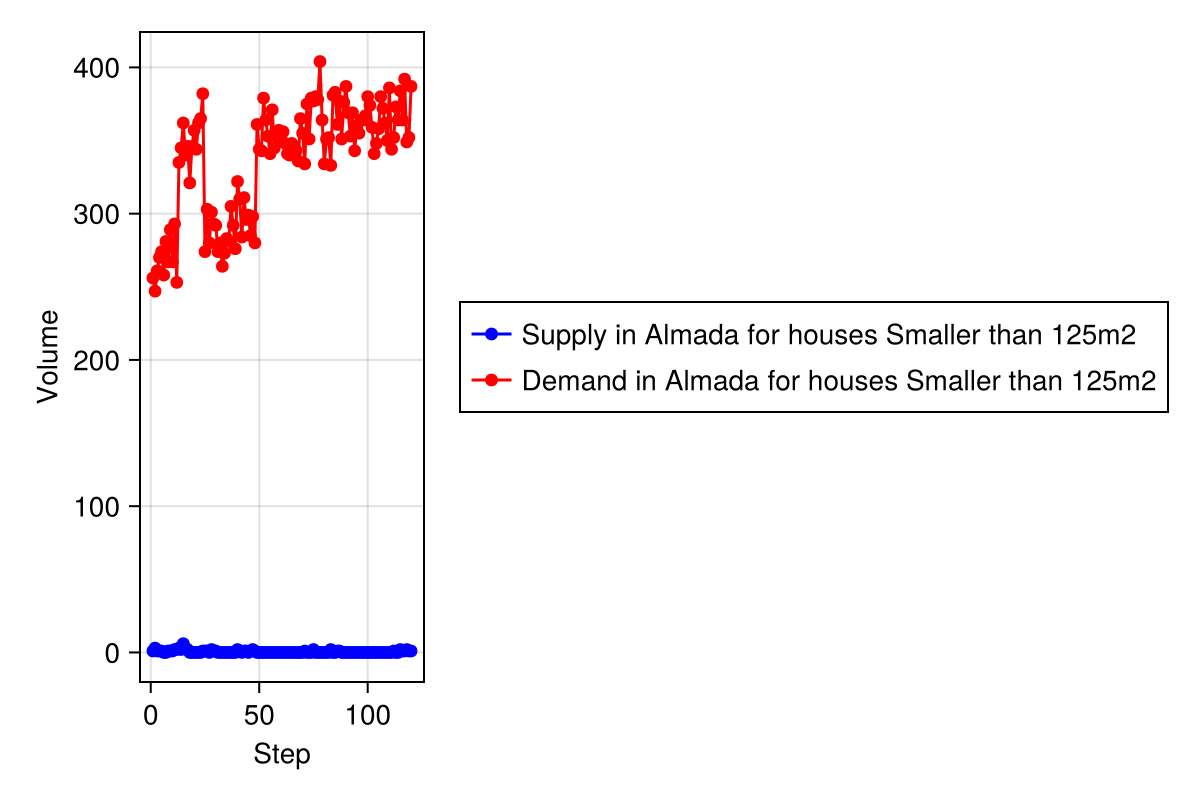 400
300
200
100
0
Volume
0 50 100
Step
Supply in Almada for houses Smaller than 125m2
Demand in Almada for houses Smaller than 125m2